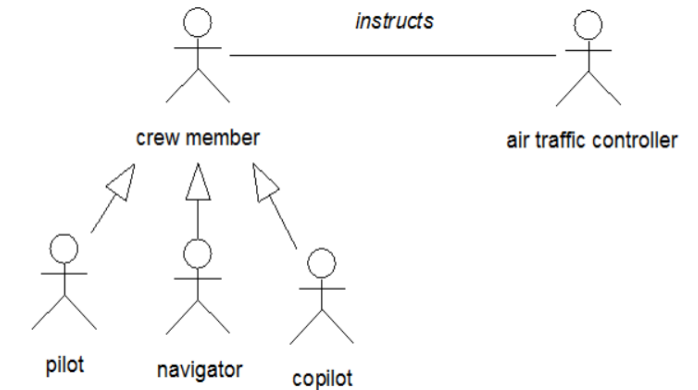 instructs
crew member
air traffic controller
pilot
navigator
copilot